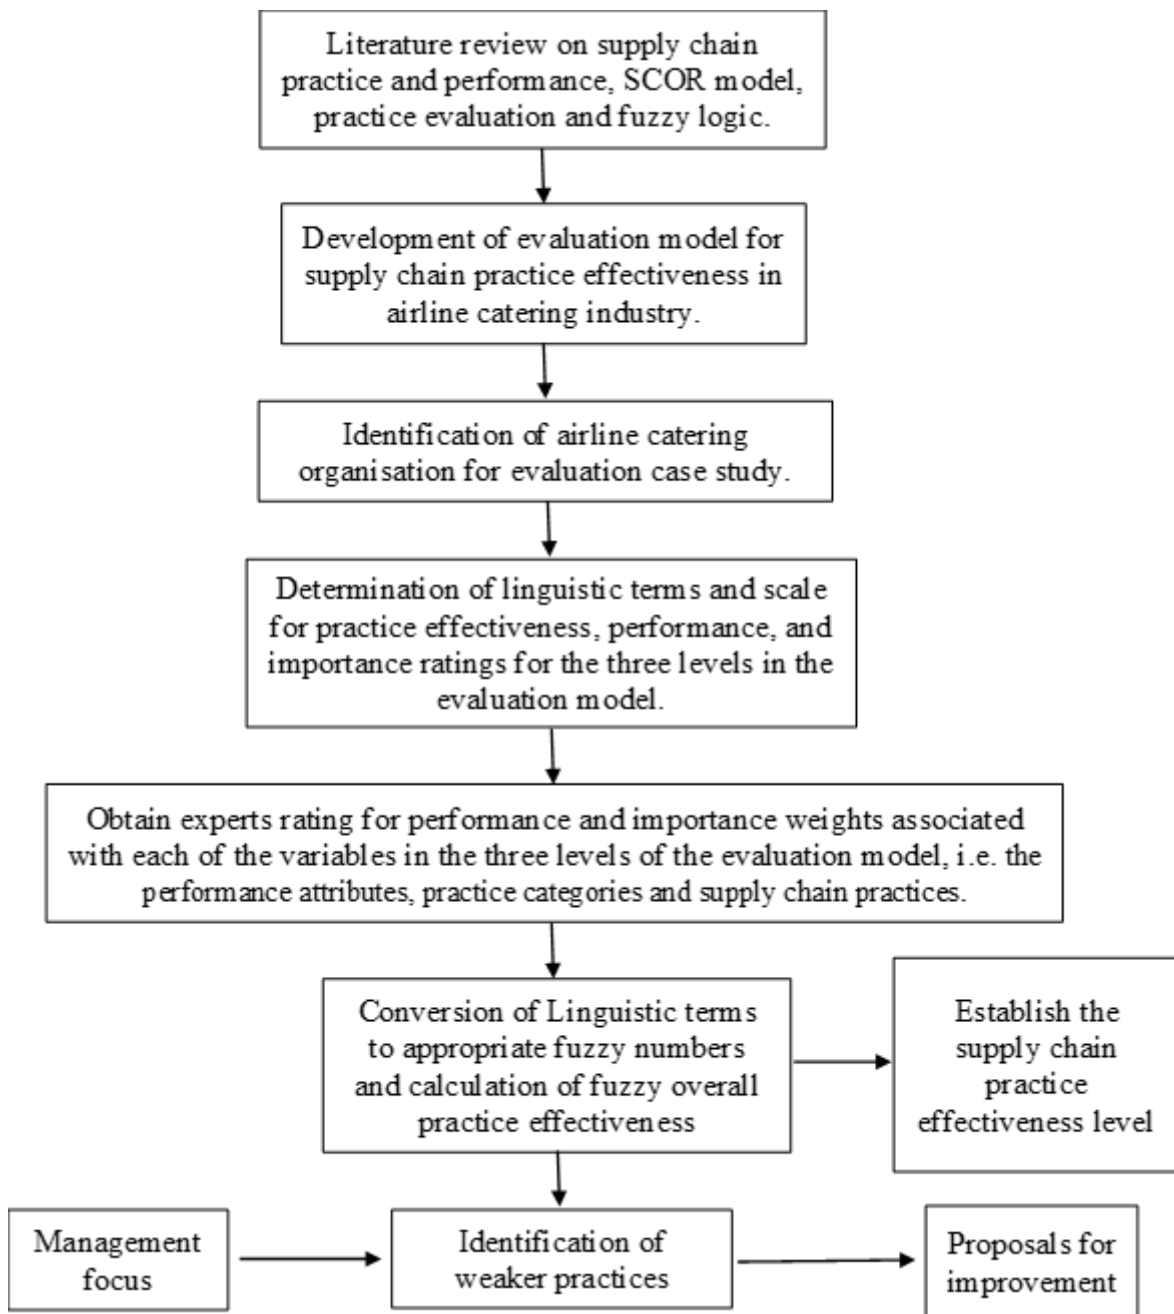 Literature review on supply chain
practice and performance, SCOR model,
practice evaluation and fuzzy logic.
Development of evaluation model for
supply chain practice effectiveness in
airline catering industry.
Identification of airline catering
organisation for evaluation case study.
Determination of linguistic terms and scale
for practice effectiveness, performance, and
importance ratings for the three levels in the
evaluation model.
Obtain experts rating for performance and importance weights associated
with each of the variables in the three levels of the evaluation model, i.e. the
performance attributes, practice categories and supply chain practices.
Conversion of Linguistic terms
to appropriate fuzzy numbers
and calculation of fuzzy overall
practice effectiveness
Establish the
supply chain
practice
effectiveness level
Management
focus
Identification of
weaker practices
Proposals for
improvement